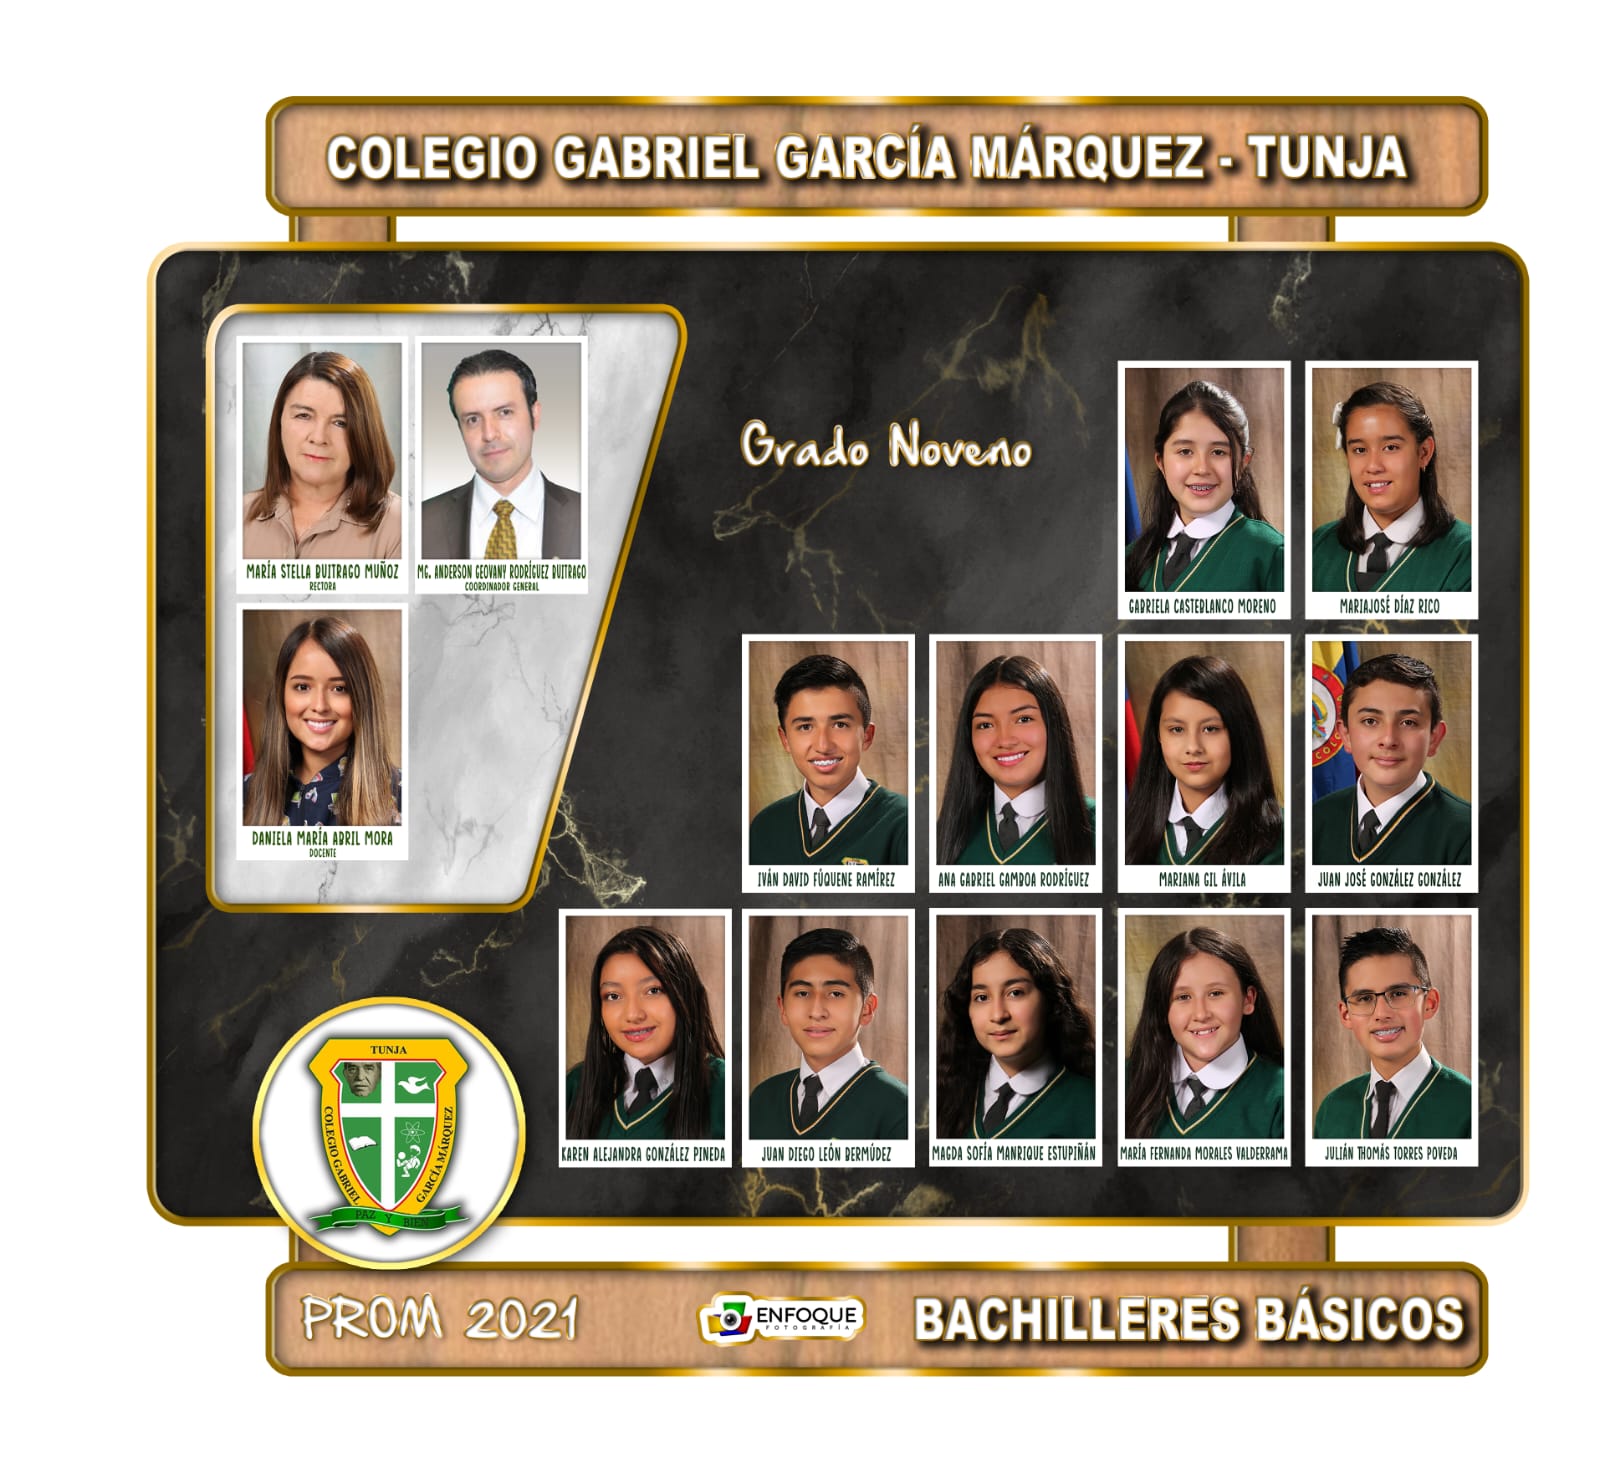 COLEGIO GABRIEL GARCÍA MÁRQUEZ - TUNJA
MARÍA STELLA BUITRAGO MUÑOZ
RECTORA
MG. ANDERSON GEOVANY RODRÍGUEZ BUITRAGO
COORDINADOR GENERAL
DANIELA MARÍA ABRIL MORA
DOCENTE
Grado Noveno
GABRIELA CASTEBLANCO MORENO
MARIAJOSÉ DÍAZ RICO
IVÁN DAVID FÚQUENE RAMÍREZ
ANA GABRIEL GAMBOA RODRÍGUEZ
MARIANA GIL ÁVILA
JUAN JOSÉ GONZÁLEZ GONZÁLEZ
KAREN ALEJANDRA GONZÁLEZ PINEDA
JUAN DIEGO LEÓN BERMÚDEZ
MAGDA SOFÍA MANRIQUE ESTUPIÑÁN
MARÍA FERNANDA MORALES VALDERRAMA
JULIÁN THOMÁS TORRES POVEDA
TUNJA
COLEGIO GABRIEL
GARCÍA MÁRQUEZ
PAZ Y BIEN
PROM 2021
ENFOQUE
FOTOGRAFÍA
BACHILLERES BÁSICOS